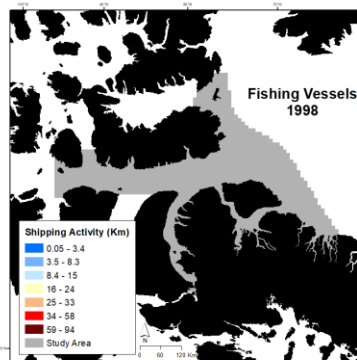 Fishing Vessels
1998
Shipping Activity (Km)
0.05 - 3.4
3.5 - 8.3
8.4 - 15
16 - 24
25 - 33
34 - 58
59 - 94
Study Area
N
0 60 120 Km